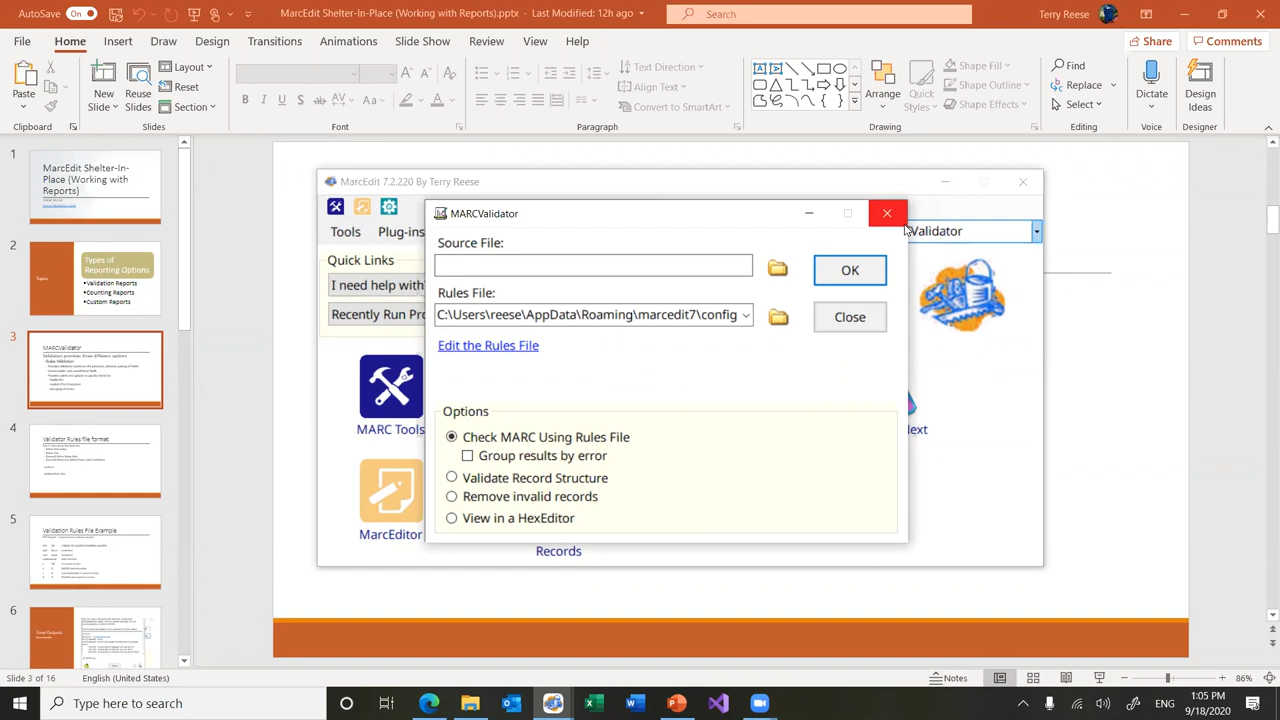 AutoSave On
MarcEdit Shelter-In-Place (Working with Reports).pptx - Last Modified: 12h ago
Search
Terry Reese
File Home Insert Draw Design Transitions Animations Slide Show Review View Help
Share Comments
Paste
Clipboard
New Slide
Reuse Slides
Layout
Reset
Section
Slides
Font
Text Direction
Align Text
Convert to SmartArt
Paragraph
Arrange
Quick Styles
Shape Fill
Shape Outline
Shape Effects
Drawing
Find
Replace
Select
Editing
Dictate
Voice
Design Ideas
Designer
1
MarcEdit Shelter-In-
Place (Working with
Reports)
2
Topics
Types of
Reporting Options
• Validation Reports
• Counting Reports
• Custom Reports
3
MARCValidator
4
Validator Rules file format
5
Validation Rules File Example
6
MarcEdit 7.2.220 By Terry Reese
Tools Plug-ins
Validator
Quick Links
I need help with
Recently Run Pro
MARC Tools
MarcEditor
Records
Next
MARCValidator
Source File:
OK
Rules File:
C:\Users\reese\AppData\Roaming\marcedit7\config
Close
Edit the Rules File
Options
Check MARC Using Rules File
Group results by error
Validate Record Structure
Remove invalid records
View in a HexEditor
Slide 3 of 16 English (United States)
Notes
86%
Type here to search
ENG
1:05 PM
9/18/2020